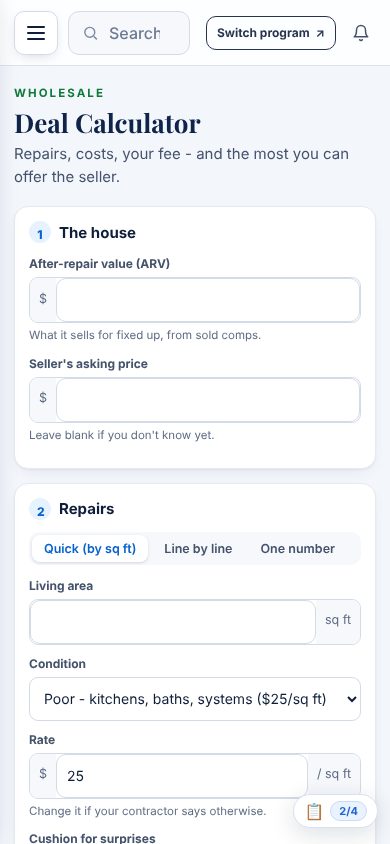 Search
Switch program ↗
WHOLESALE
Deal Calculator
Repairs, costs, your fee - and the most you can
offer the seller.
1 The house
After-repair value (ARV)
$
What it sells for fixed up, from sold comps.
Seller's asking price
$
Leave blank if you don't know yet.
2 Repairs
Quick (by sq ft) Line by line One number
Living area
sq ft
Condition
Poor - kitchens, baths, systems ($25/sq ft)
Rate
$ 25 / sq ft
Change it if your contractor says otherwise.
2/4
Cushion for surprises